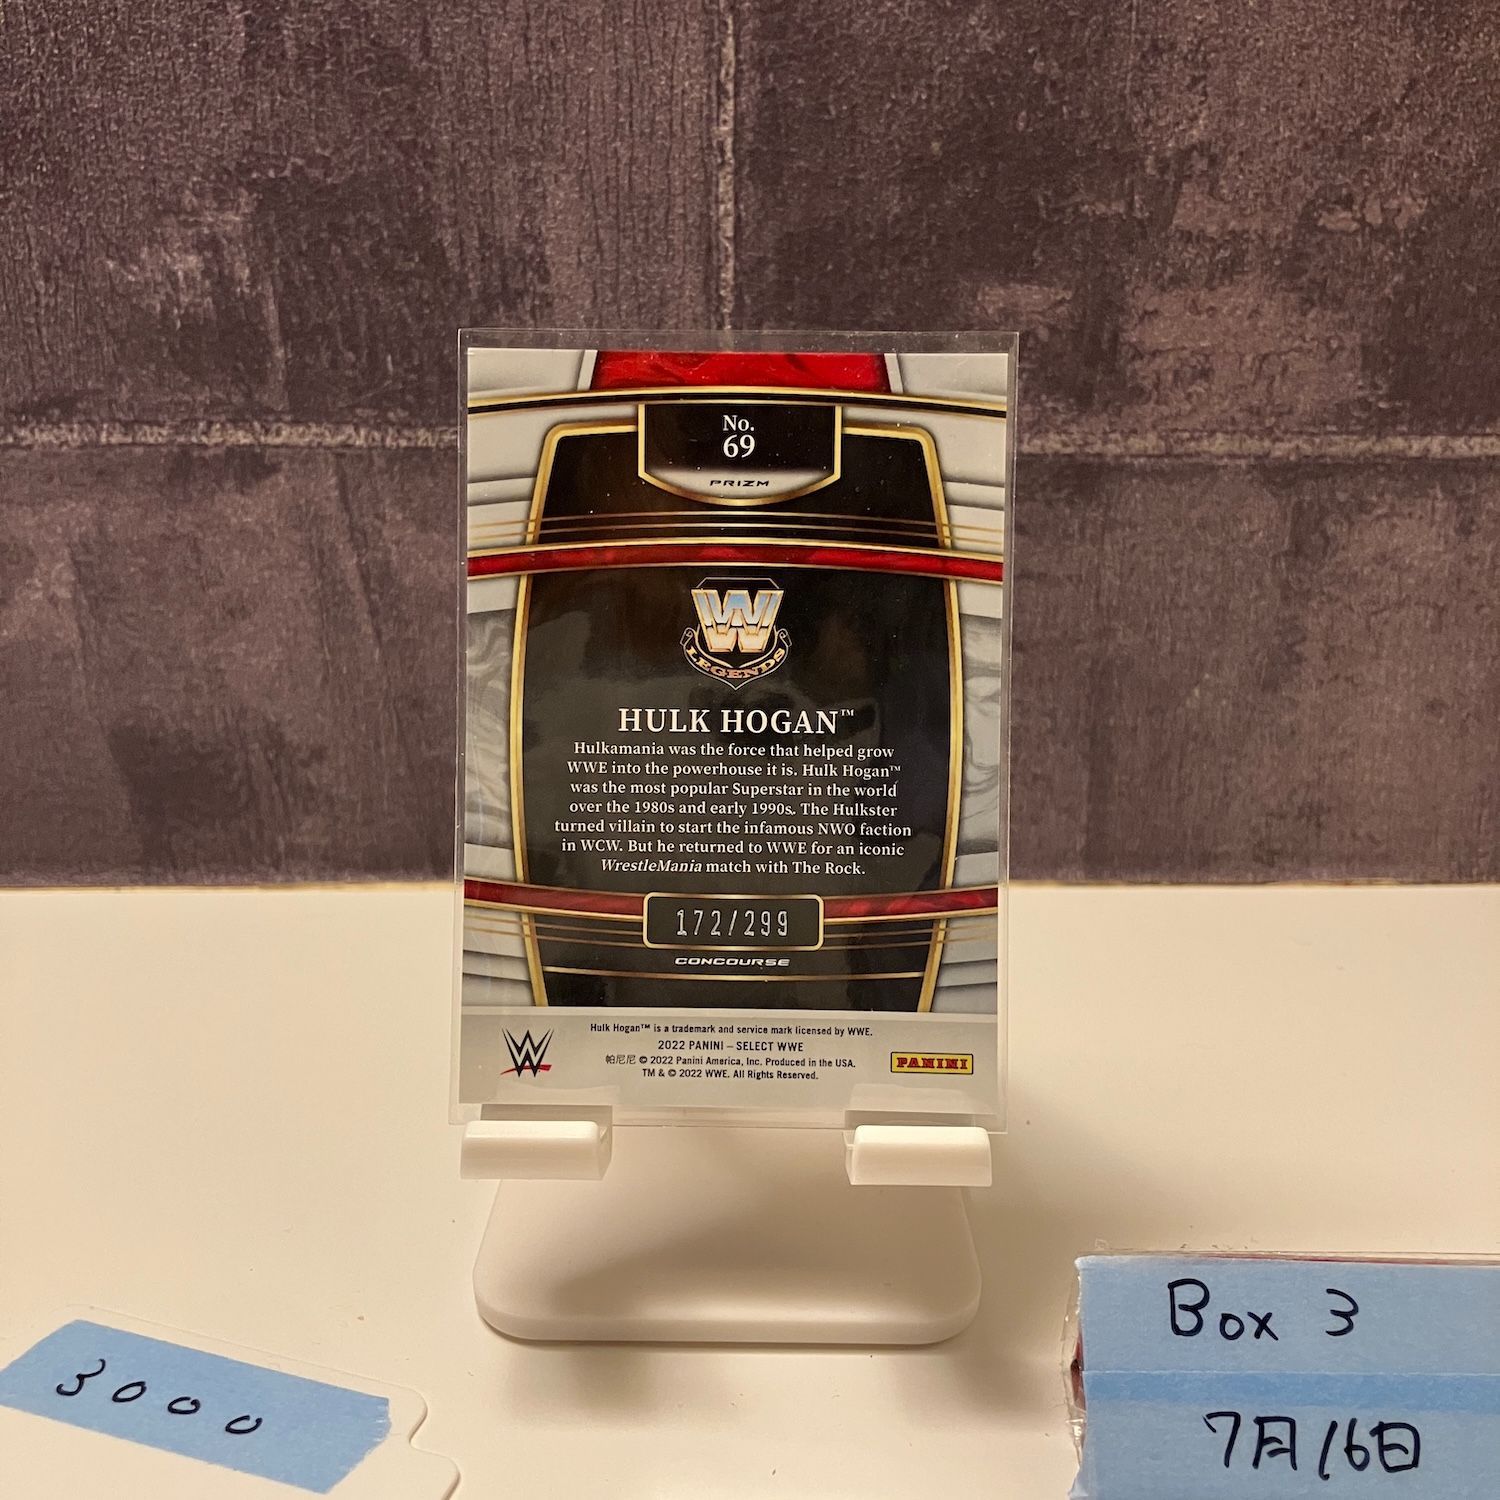 No.
69
PRIZM
W
LEGENDS
HULK HOGAN™
Hulkamania was the force that helped grow
WWE into the powerhouse it is. Hulk Hogan™
was the most popular Superstar in the world
over the 1980s and early 1990s. The Hulkster
turned villain to start the infamous NWO faction
in WCW. But he returned to WWE for an iconic
WrestleMania match with The Rock.
172/299
CONCOURSE
Hulk Hogan™ is a trademark and service mark licensed by WWE.
2022 PANINI – SELECT WWE
帕尼尼 © 2022 Panini America, Inc. Produced in the USA.
TM & © 2022 WWE. All Rights Reserved.
W
PANINI
3000
Box 3
7月16日